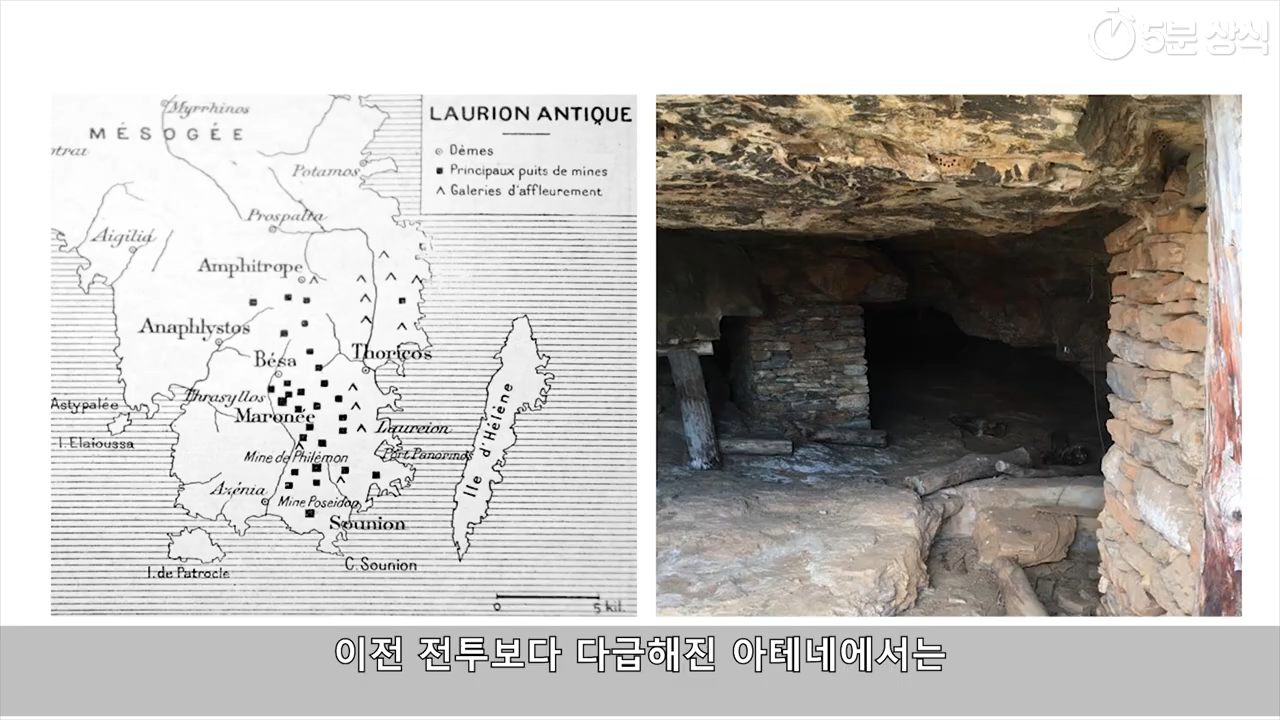 5분 상식
LAURION ANTIQUE
Dèmes
Principaux puits de mines
Galeries d'affleurement
Myrrhinos
MÉSOGÉE
Potamos
Prospalta
Aigilia
Amphitrope
Anaphlystos
Bésa
Thoricos
Thrasyllos
Astypalée
Maronée
Laureion
I. Elaioussa
Mine de Philémon
Port Panormos
Ile d'Hélène
Azénia
Mine Poseidon
Sounion
I. de Patrocle
C. Sounion
0 5 kil.
이전 전투보다 다급해진 아테네에서는